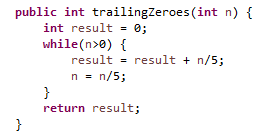 public int trailingZeroes(int n) {
    int result = 0;
    while(n>0) {
        result = result + n/5;
        n = n/5;
    }
    return result;
}